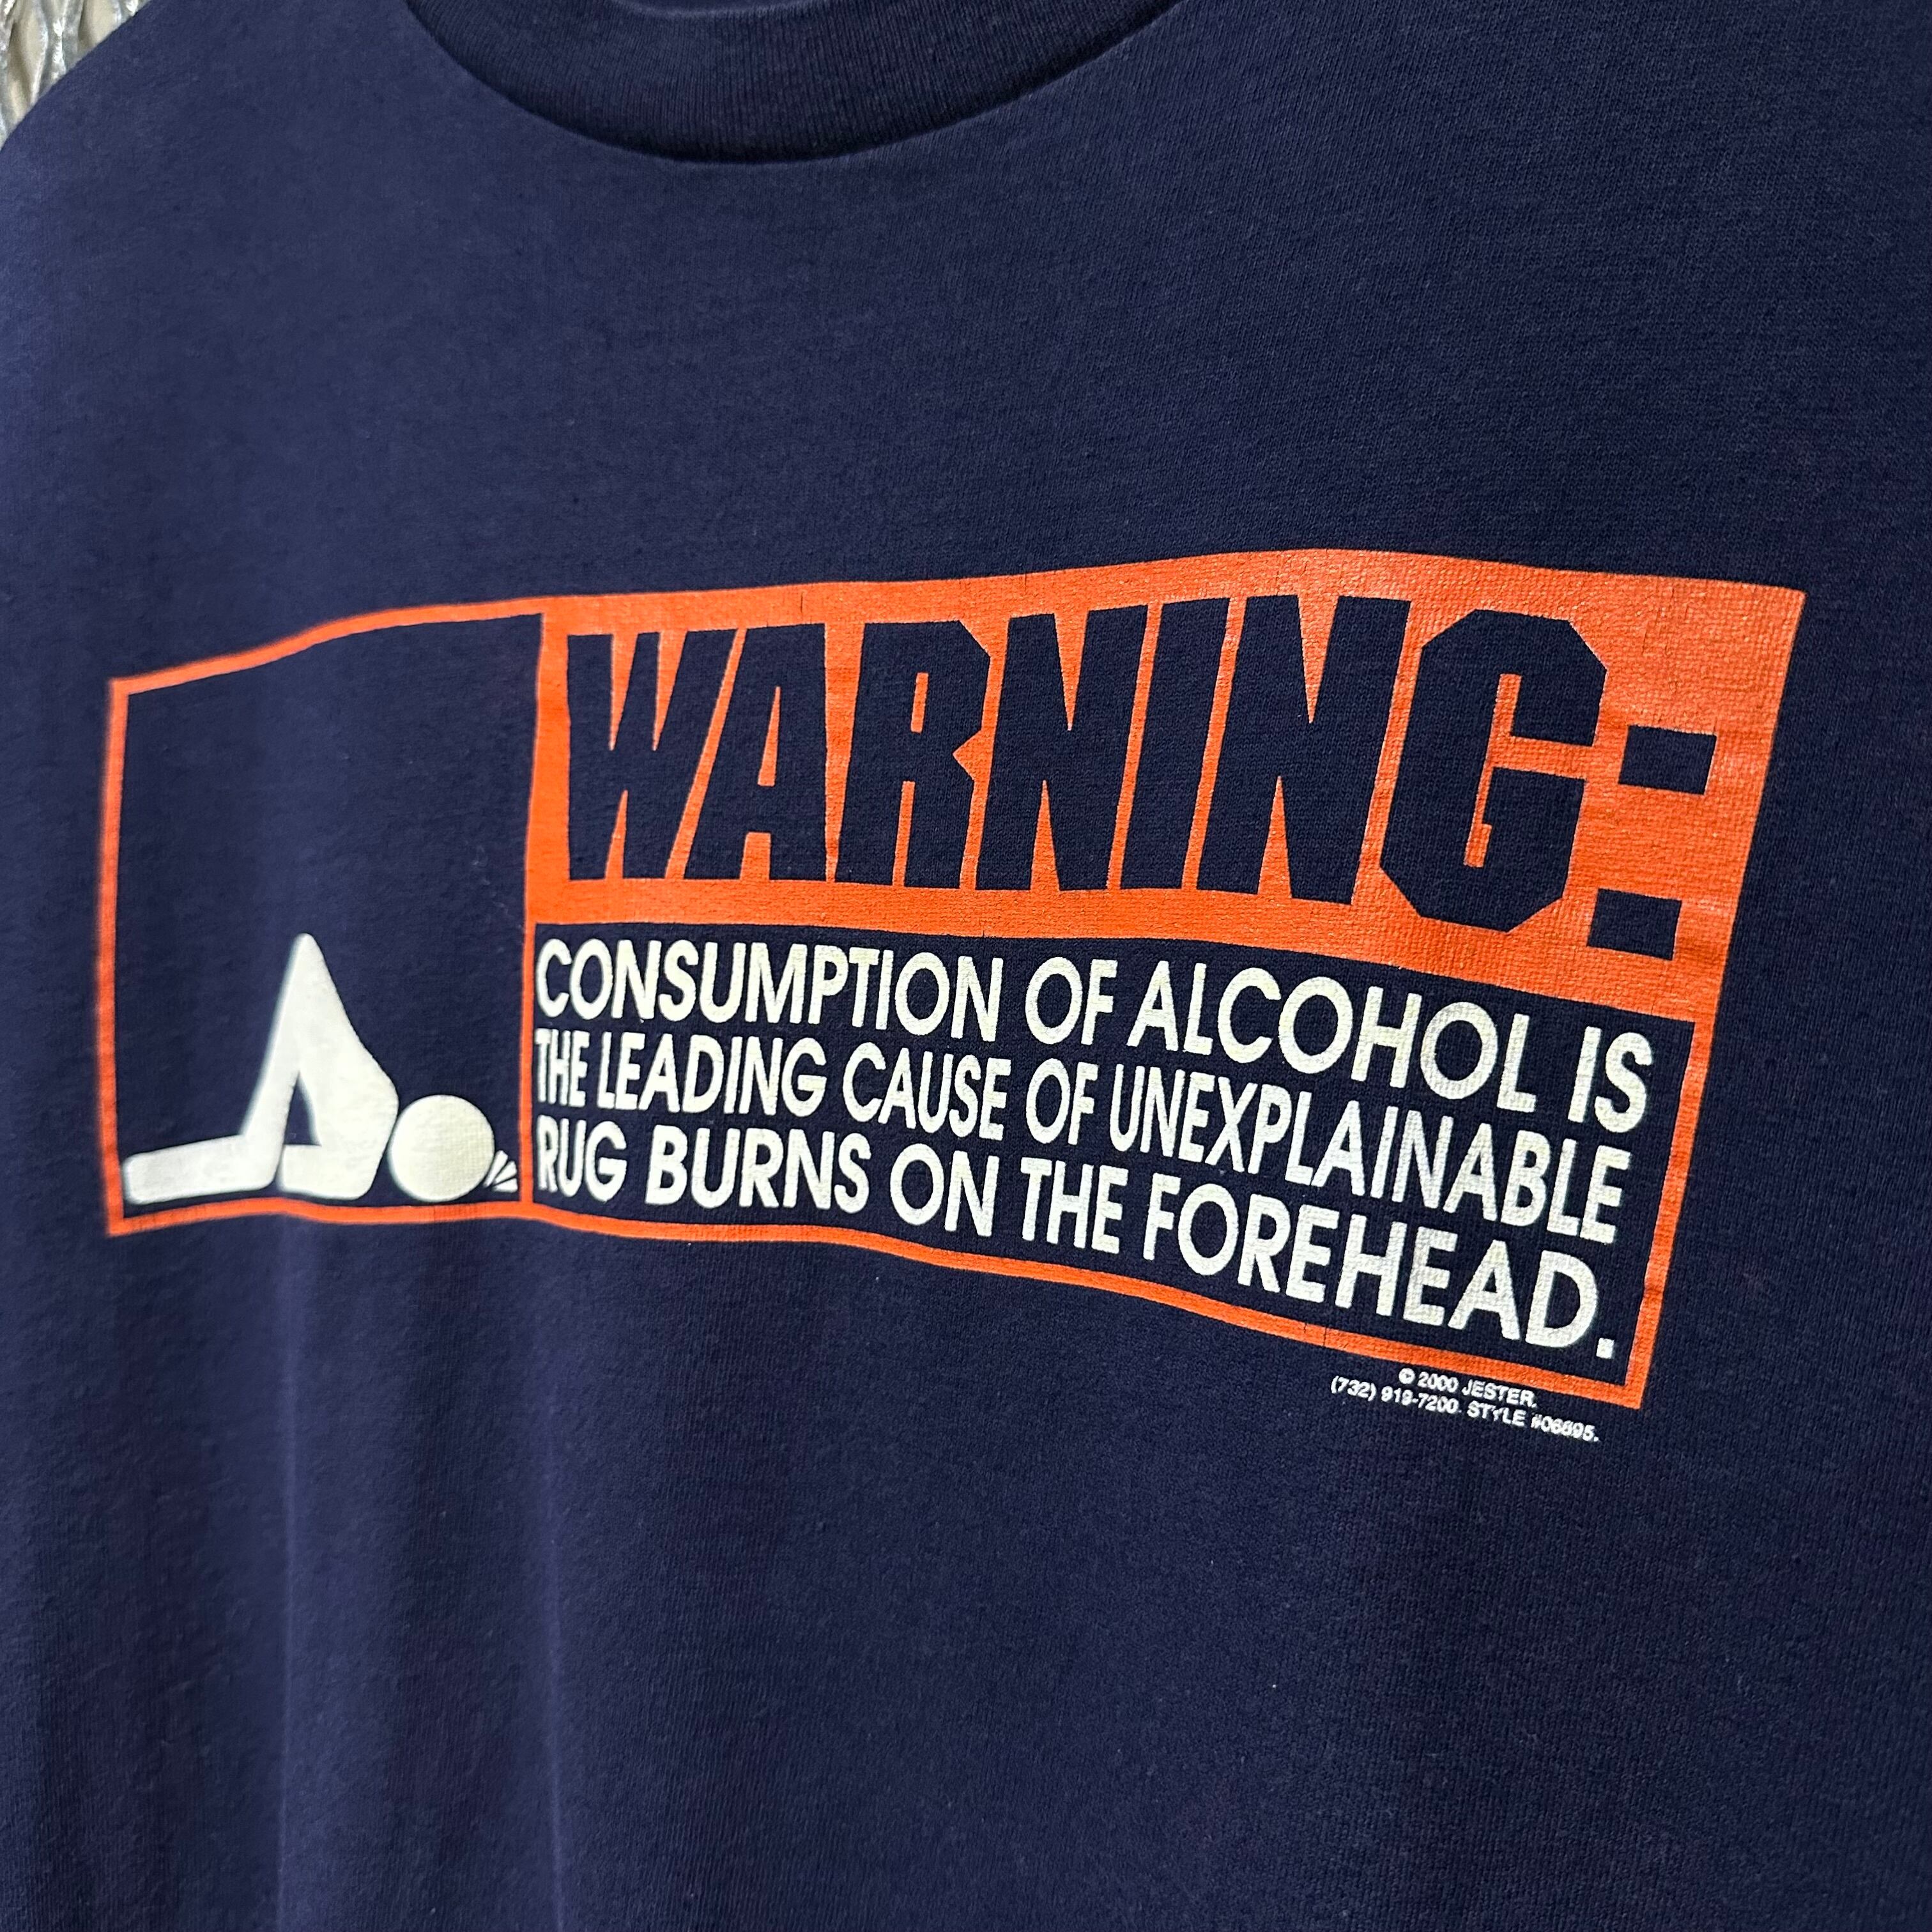 WARNING:
CONSUMPTION OF ALCOHOL IS
THE LEADING CAUSE OF UNEXPLAINABLE
RUG BURNS ON THE FOREHEAD.
© 2000 JESTER.
(732) 919-7200. STYLE #06895.